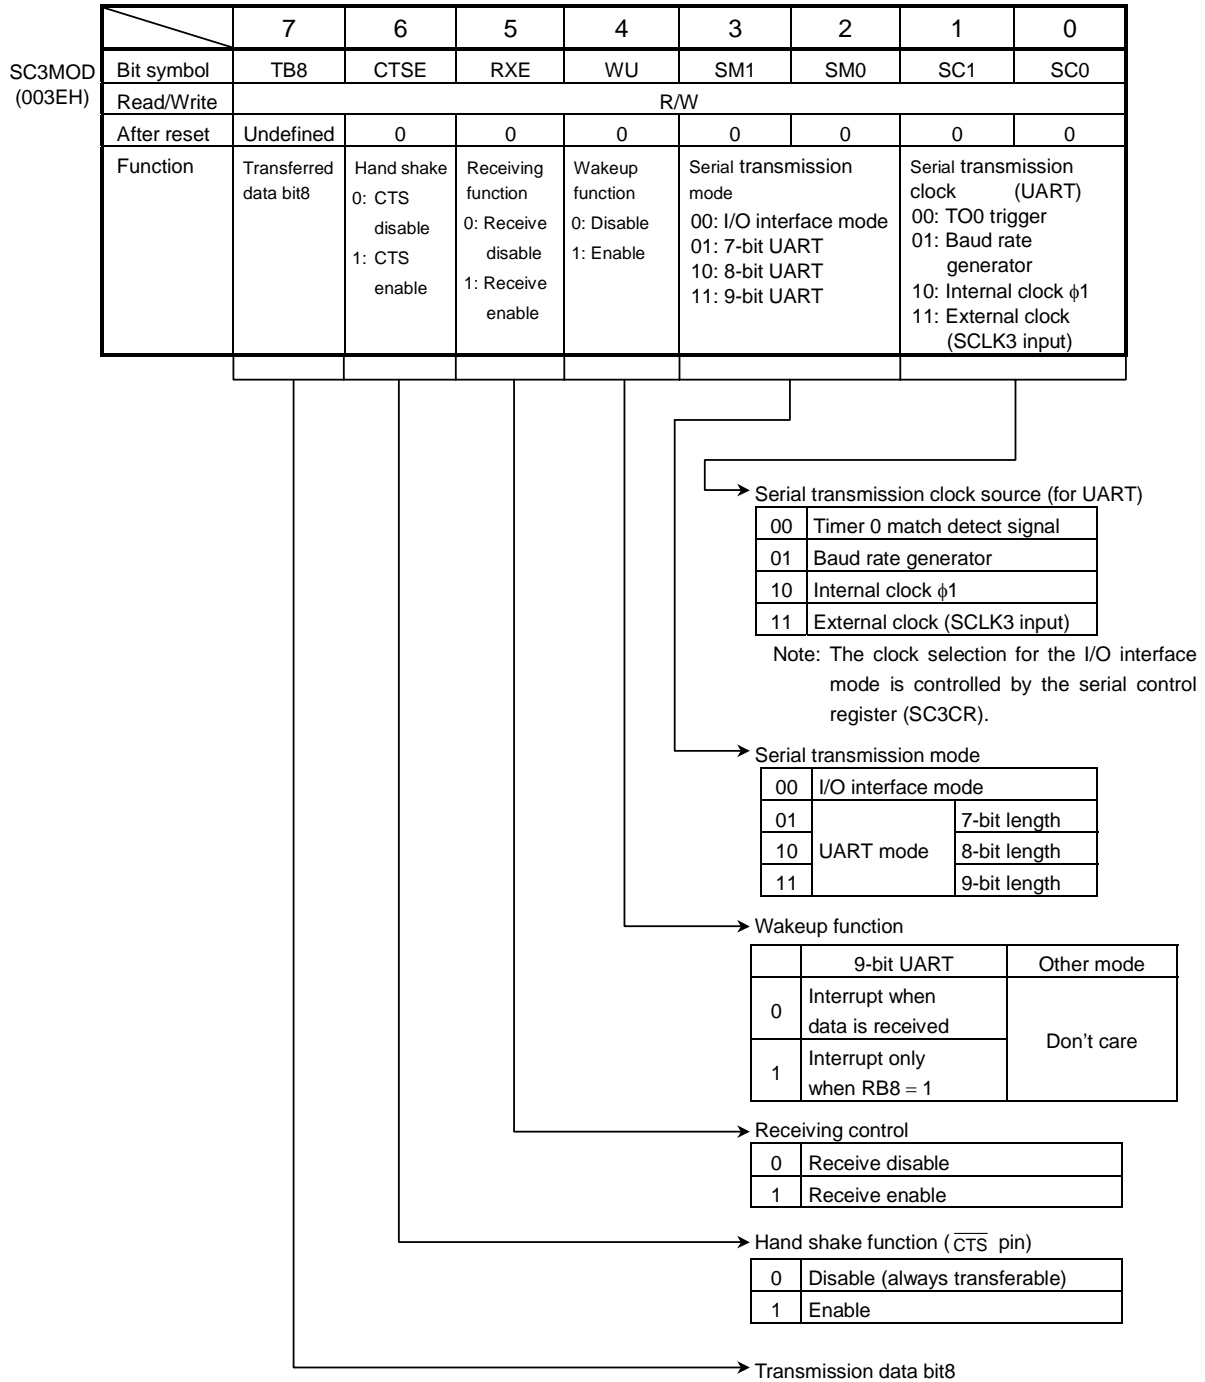 7 6 5 4 3 2 1 0
SC3MOD
(003EH)
Bit symbol TB8 CTSE RXE WU SM1 SM0 SC1 SC0
Read/Write R/W
After reset Undefined 0 0 0 0 0 0 0
Function
Transferred
data bit8
Hand shake
0: CTS
disable
1: CTS
enable
Receiving
function
0: Receive
disable
1: Receive
enable
Wakeup
function
0: Disable
1: Enable
Serial transmission
mode
00: I/O interface mode
01: 7-bit UART
10: 8-bit UART
11: 9-bit UART
Serial transmission
clock (UART)
00: TO0 trigger
01: Baud rate
generator
10: Internal clock ϕ1
11: External clock
(SCLK3 input)
Serial transmission clock source (for UART)
00 Timer 0 match detect signal
01 Baud rate generator
10 Internal clock ϕ1
11 External clock (SCLK3 input)
Note: The clock selection for the I/O interface
mode is controlled by the serial control
register (SC3CR).
Serial transmission mode
00 I/O interface mode
01 7-bit length
10 UART mode 8-bit length
11 9-bit length
Wakeup function
9-bit UART Other mode
0 Interrupt when
data is received
Don't care
1 Interrupt only
when RB8 = 1
Receiving control
0 Receive disable
1 Receive enable
Hand shake function (C̅T̅S̅ pin)
0 Disable (always transferable)
1 Enable
Transmission data bit8